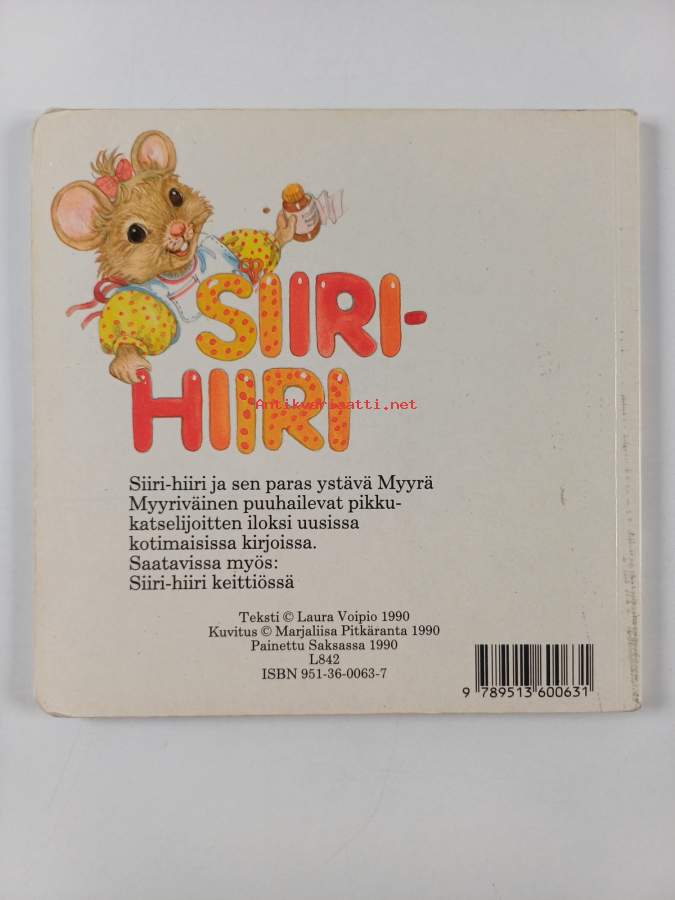 SIIRI-
HIIRI
Antikvariaatti.net
Siiri-hiiri ja sen paras ystävä Myyrä
Myyriväinen puuhailevat pikku-
katselijoitten iloksi uusissa
kotimaisissa kirjoissa.
Saatavissa myös:
Siiri-hiiri keittiössä
Teksti © Laura Voipio 1990
Kuvitus © Marjaliisa Pitkäranta 1990
Painettu Saksassa 1990
L842
ISBN 951-36-0063-7
9 789513 600631